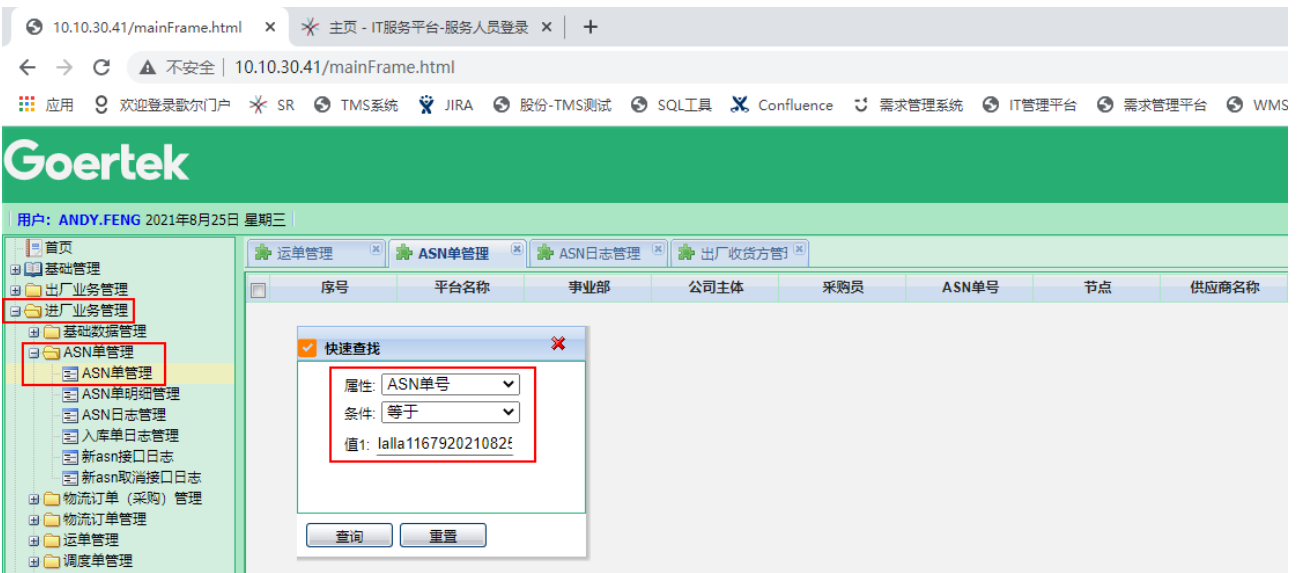 10.10.30.41/mainFrame.html
主页 - IT服务平台-服务人员登录
不安全 | 10.10.30.41/mainFrame.html
应用 欢迎登录歌尔门户 SR TMS系统 JIRA 股份-TMS测试 SQL工具 Confluence 需求管理系统 IT管理平台 需求管理平台 WMS
Goertek
用户: ANDY.FENG 2021年8月25日 星期三
首页
基础管理
出厂业务管理
进厂业务管理
基础数据管理
ASN单管理
ASN单管理
ASN单明细管理
ASN日志管理
入库单日志管理
新asn接口日志
新asn取消接口日志
物流订单（采购）管理
物流订单管理
运单管理
调度单管理
运单管理 ASN单管理 ASN日志管理 出厂收货方管
序号 平台名称 事业部 公司主体 采购员 ASN单号 节点 供应商名称
快速查找
属性: ASN单号
条件: 等于
值1: lalla1167920210825
查询 重置